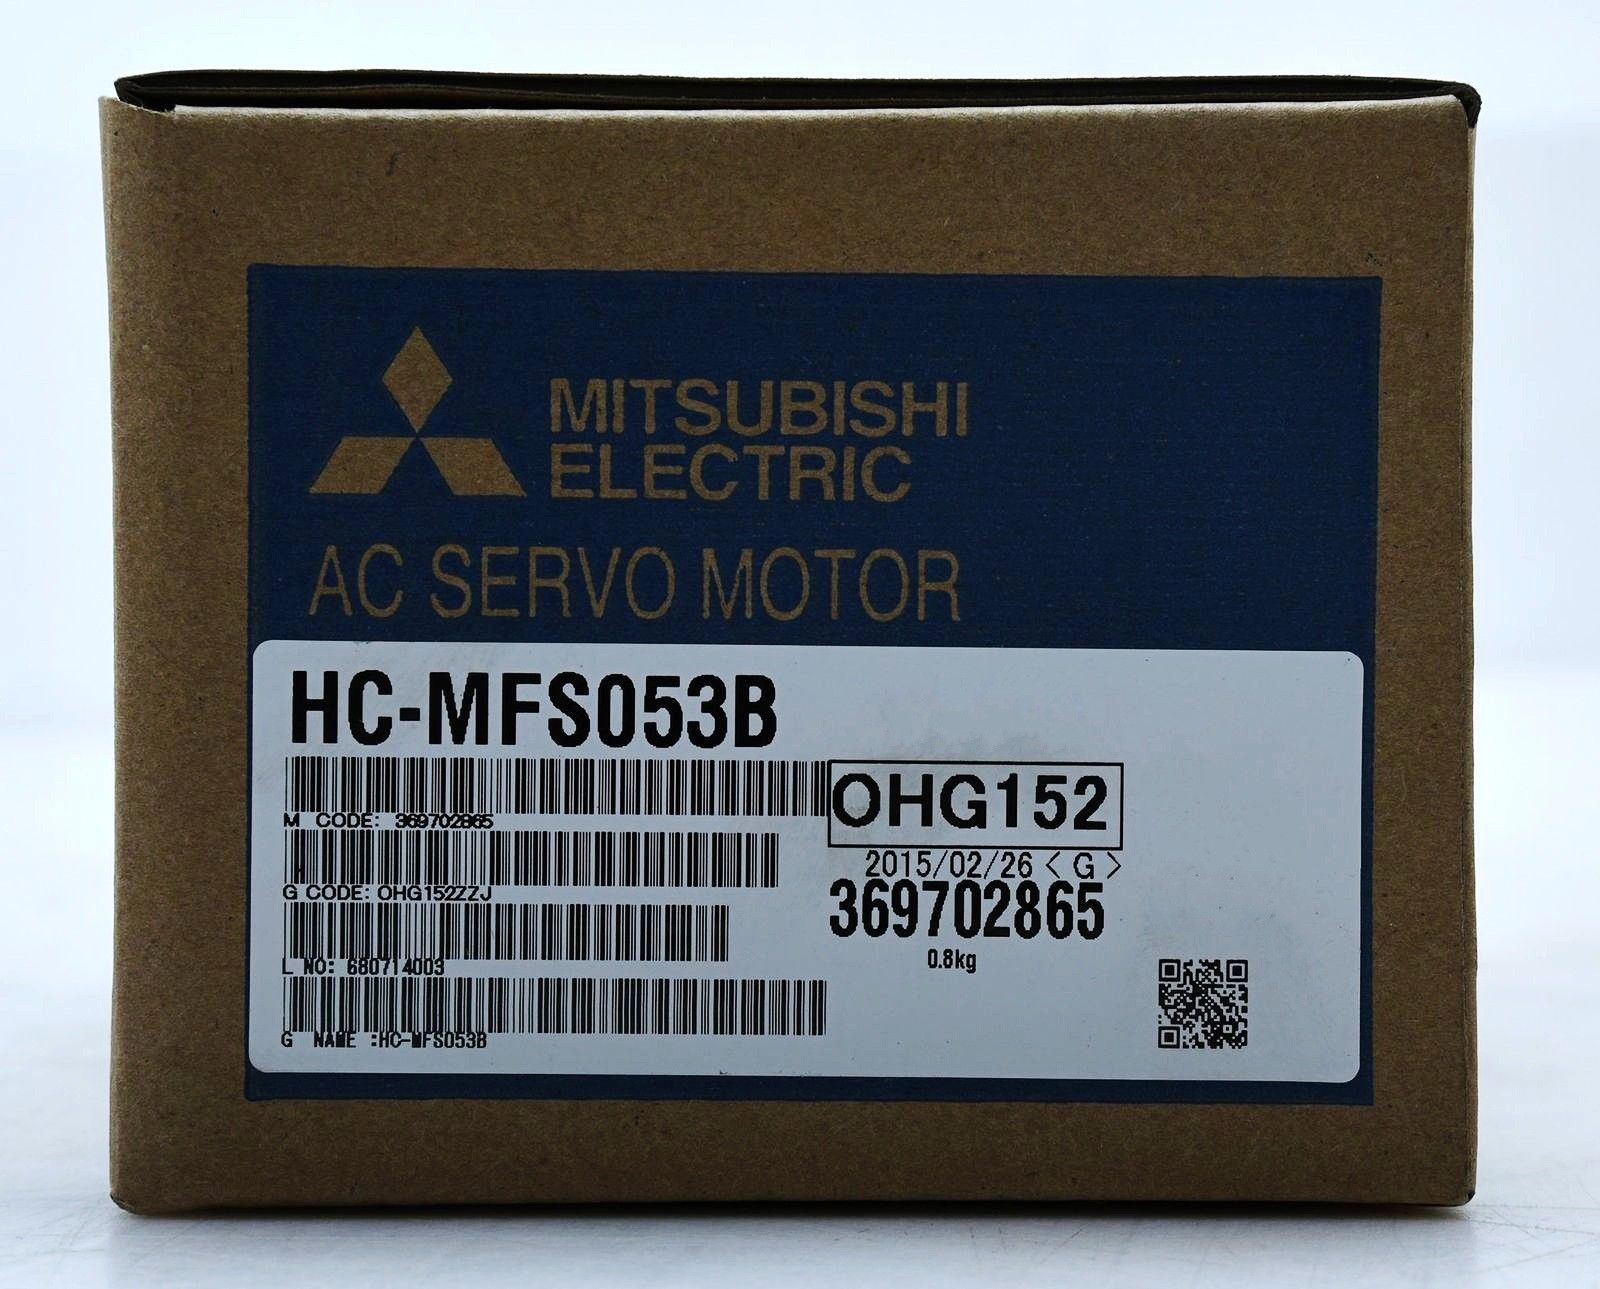 MITSUBISHI
ELECTRIC
AC SERVO MOTOR
HC-MFS053B
OHG152
M CODE: 369702865
2015/02/26 < G >
G CODE: OHG152ZZJ
369702865
0.8kg
L NO: 680714003
G NAME :HC-MFS053B